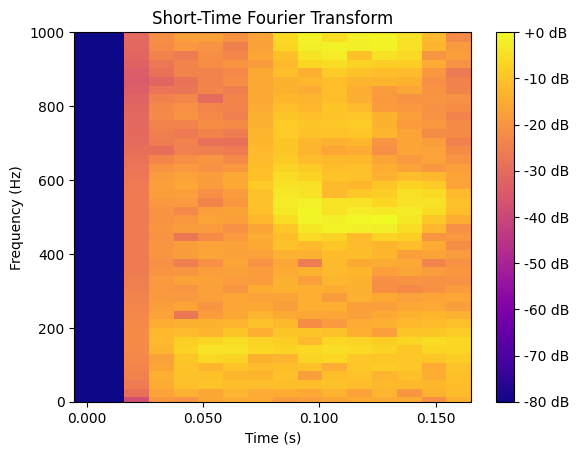 Short-Time Fourier Transform
1000
800
600
400
200
0
Frequency (Hz)
0.000
0.050
0.100
0.150
Time (s)
+0 dB
-10 dB
-20 dB
-30 dB
-40 dB
-50 dB
-60 dB
-70 dB
-80 dB